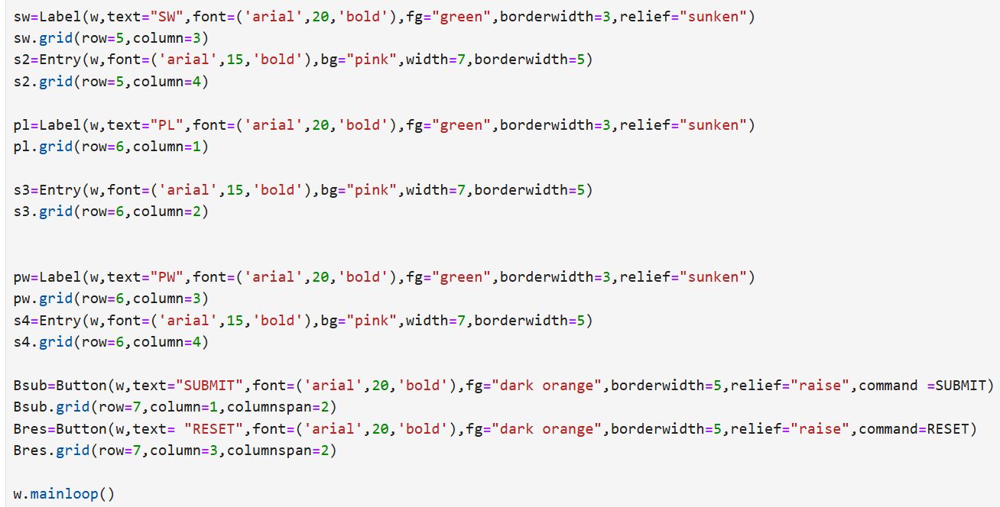 sw=Label(w,text="SW",font=('arial',20,'bold'),fg="green",borderwidth=3,relief="sunken")
sw.grid(row=5,column=3)
s2=Entry(w,font=('arial',15,'bold'),bg="pink",width=7,borderwidth=5)
s2.grid(row=5,column=4)

pl=Label(w,text="PL",font=('arial',20,'bold'),fg="green",borderwidth=3,relief="sunken")
pl.grid(row=6,column=1)

s3=Entry(w,font=('arial',15,'bold'),bg="pink",width=7,borderwidth=5)
s3.grid(row=6,column=2)


pw=Label(w,text="PW",font=('arial',20,'bold'),fg="green",borderwidth=3,relief="sunken")
pw.grid(row=6,column=3)
s4=Entry(w,font=('arial',15,'bold'),bg="pink",width=7,borderwidth=5)
s4.grid(row=6,column=4)

Bsub=Button(w,text="SUBMIT",font=('arial',20,'bold'),fg="dark orange",borderwidth=5,relief="raise",command =SUBMIT)
Bsub.grid(row=7,column=1,columnspan=2)
Bres=Button(w,text= "RESET",font=('arial',20,'bold'),fg="dark orange",borderwidth=5,relief="raise",command=RESET)
Bres.grid(row=7,column=3,columnspan=2)

w.mainloop()